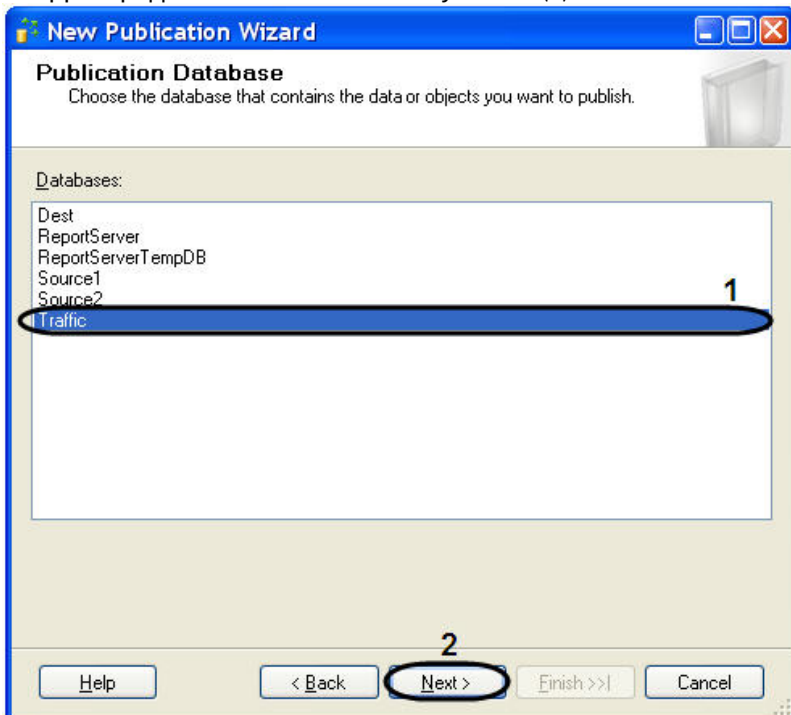 New Publication Wizard
Publication Database
Choose the database that contains the data or objects you want to publish.
Databases:
Dest
ReportServer
ReportServerTempDB
Source1
Source2
1
Traffic
2
Help
< Back
Next >
Finish >>|
Cancel